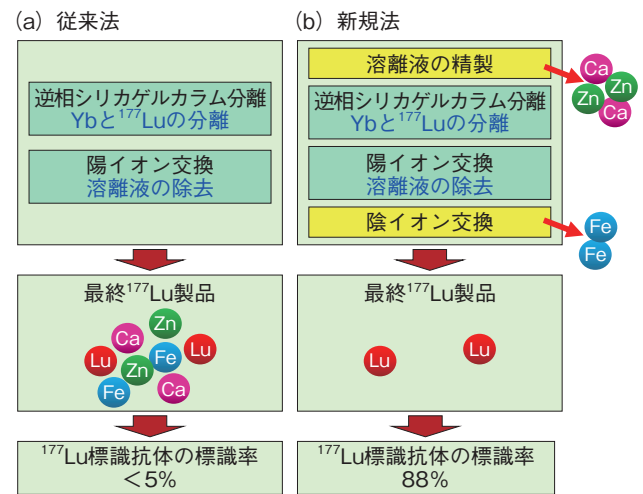 (a) 従来法
逆相シリカゲルカラム分離
Ybと¹⁷⁷Luの分離
陽イオン交換
溶離液の除去
最終¹⁷⁷Lu製品
Zn
Ca
Lu
Fe
Lu
Zn
Fe
Ca
¹⁷⁷Lu標識抗体の標識率
<5%
(b) 新規法
溶離液の精製
Ca
Zn
Zn
Ca
逆相シリカゲルカラム分離
Ybと¹⁷⁷Luの分離
陽イオン交換
溶離液の除去
陰イオン交換
Fe
Fe
最終¹⁷⁷Lu製品
Lu
Lu
¹⁷⁷Lu標識抗体の標識率
88%